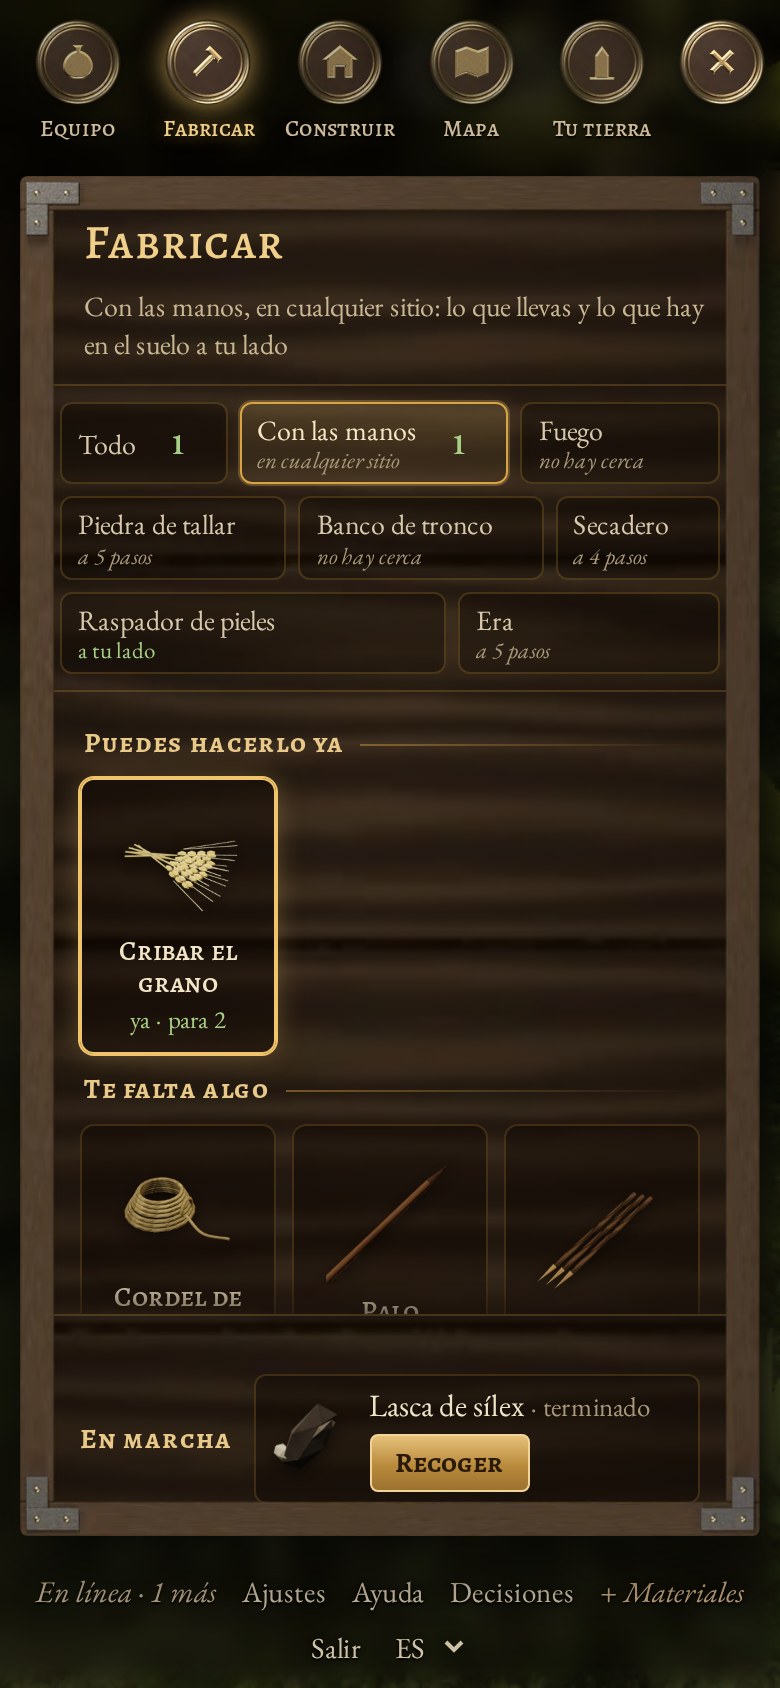 Equipo
Fabricar
Construir
Mapa
Tu tierra
Fabricar
Con las manos, en cualquier sitio: lo que llevas y lo que hay
en el suelo a tu lado
Todo 1
Con las manos 1
en cualquier sitio
Fuego
no hay cerca
Piedra de tallar
a 5 pasos
Banco de tronco
no hay cerca
Secadero
a 4 pasos
Raspador de pieles
a tu lado
Era
a 5 pasos
Puedes hacerlo ya
Cribar el
grano
ya · para 2
Te falta algo
Cordel de
Palo
En marcha
Lasca de sílex · terminado
Recoger
En línea · 1 más
Ajustes
Ayuda
Decisiones
+ Materiales
Salir
ES